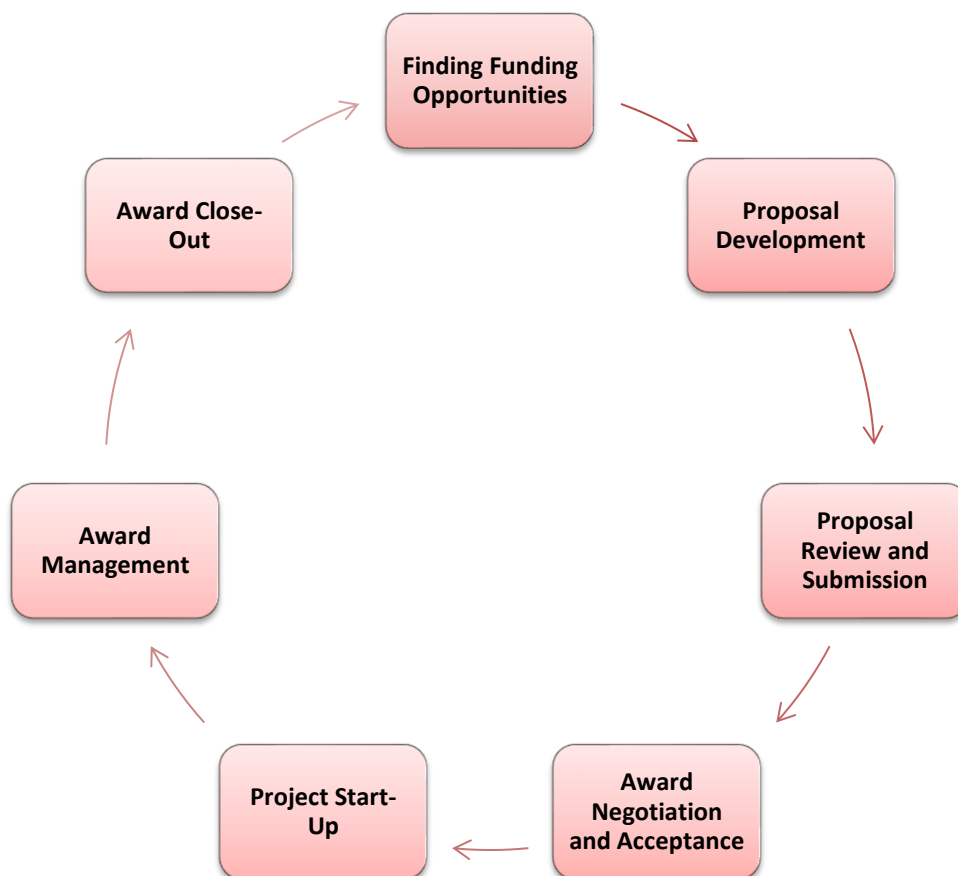 Finding Funding
Opportunities
Proposal
Development
Proposal
Review and
Submission
Award
Negotiation
and Acceptance
Project Start-
Up
Award
Management
Award Close-
Out